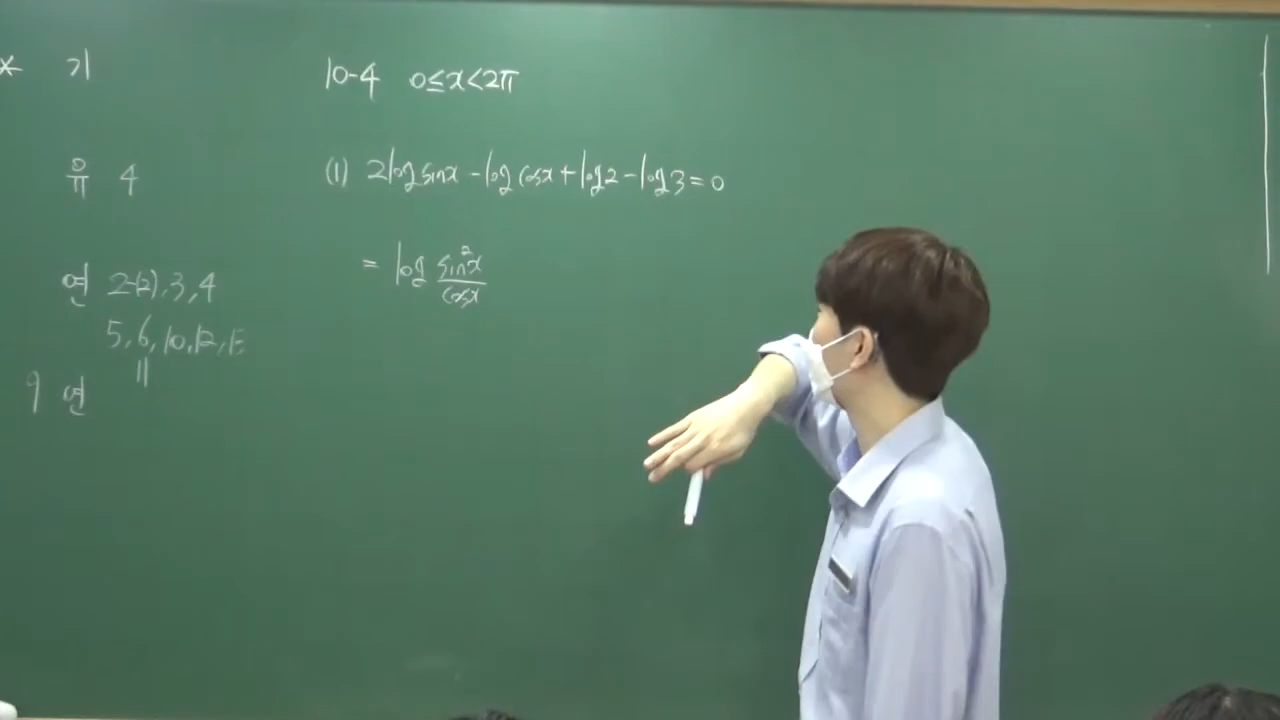 * 기
유 4
연 2-(2), 3, 4
5, 6, 10, 12, 15
11
9 연
10-4 0≤x<2π
(1) 2log sinx - log cosx + log2 - log3 = 0
= log sin²x/cosx